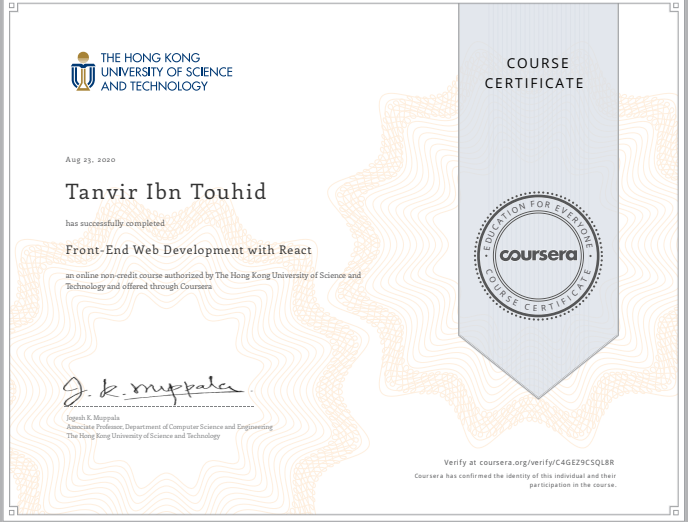 THE HONG KONG
UNIVERSITY OF SCIENCE
AND TECHNOLOGY
COURSE
CERTIFICATE
Aug 23, 2020
Tanvir Ibn Touhid
has successfully completed
Front-End Web Development with React
an online non-credit course authorized by The Hong Kong University of Science and
Technology and offered through Coursera
EDUCATION FOR EVERYONE
coursera
COURSE CERTIFICATE
J. K. Muppala
Jogesh K. Muppala
Associate Professor, Department of Computer Science and Engineering
The Hong Kong University of Science and Technology
Verify at coursera.org/verify/C4GEZ9CSQL8R
Coursera has confirmed the identity of this individual and their
participation in the course.